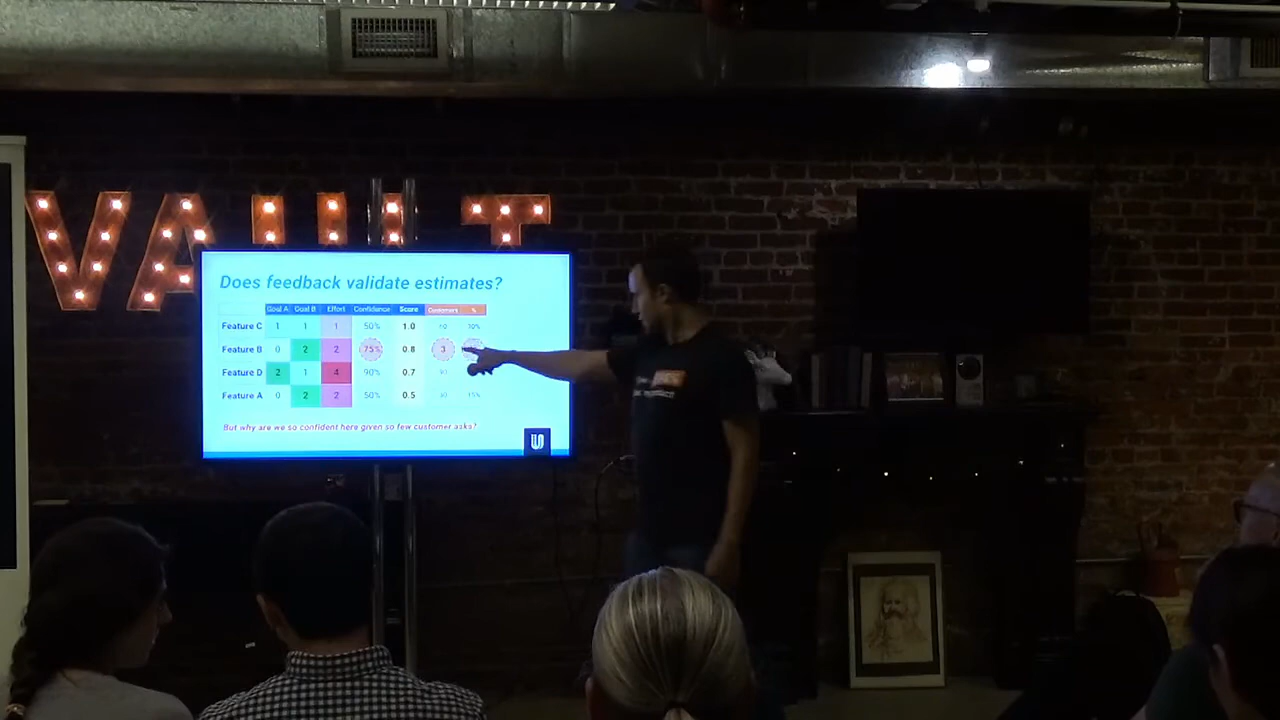 VAULT
Does feedback validate estimates?
Goal A Goal B Effort Confidence Score Customers %
Feature C 1 1 1 50% 1.0
Feature B 0 2 2 75% 0.8 3
Feature D 2 1 4 90% 0.7
Feature A 0 2 2 50% 0.5
But why are we so confident here given so few customer asks?